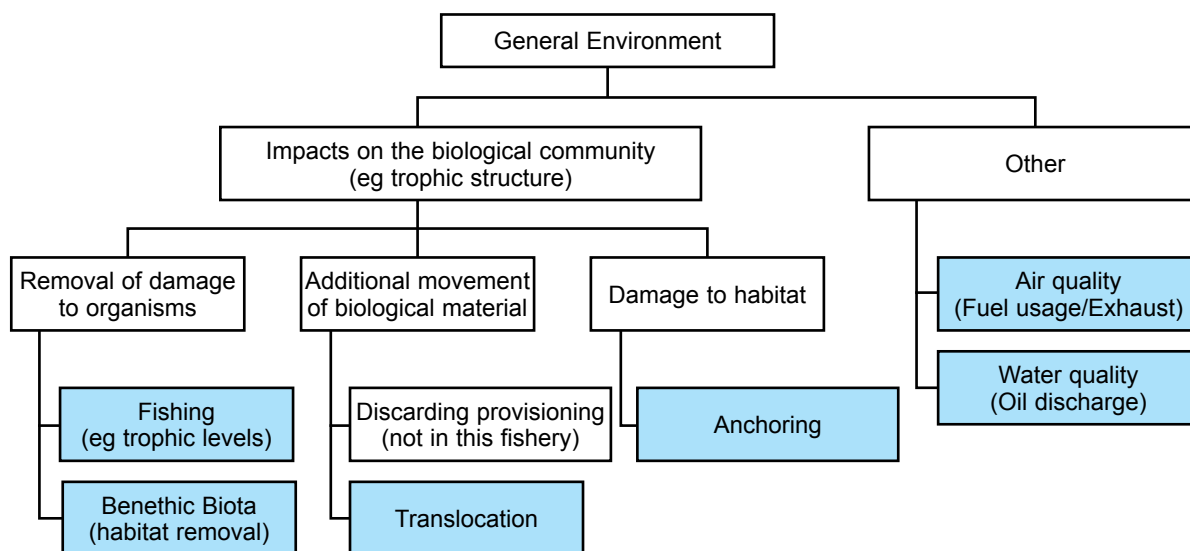 General Environment
Impacts on the biological community
(eg trophic structure)
Other
Removal of damage
to organisms
Additional movement
of biological material
Damage to habitat
Air quality
(Fuel usage/Exhaust)
Water quality
(Oil discharge)
Fishing
(eg trophic levels)
Discarding provisioning
(not in this fishery)
Anchoring
Benethic Biota
(habitat removal)
Translocation